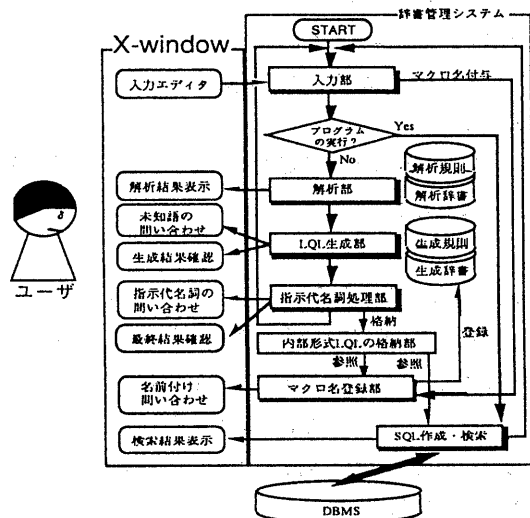 辞書管理システム
START
X-window
入力エディタ
入力部
マクロ名付与
プログラム
の実行?
Yes
No
解析規則
解析辞書
解析結果表示
解析部
未知語の
問い合わせ
LQL生成部
生成規則
生成辞書
生成結果確認
ユーザ
指示代名詞の
問い合わせ
指示代名詞処理部
格納
登録
最終結果確認
内部形式LQLの格納部
参照
参照
名前付け
問い合わせ
マクロ名登録部
検索結果表示
SQL作成・検索
DBMS